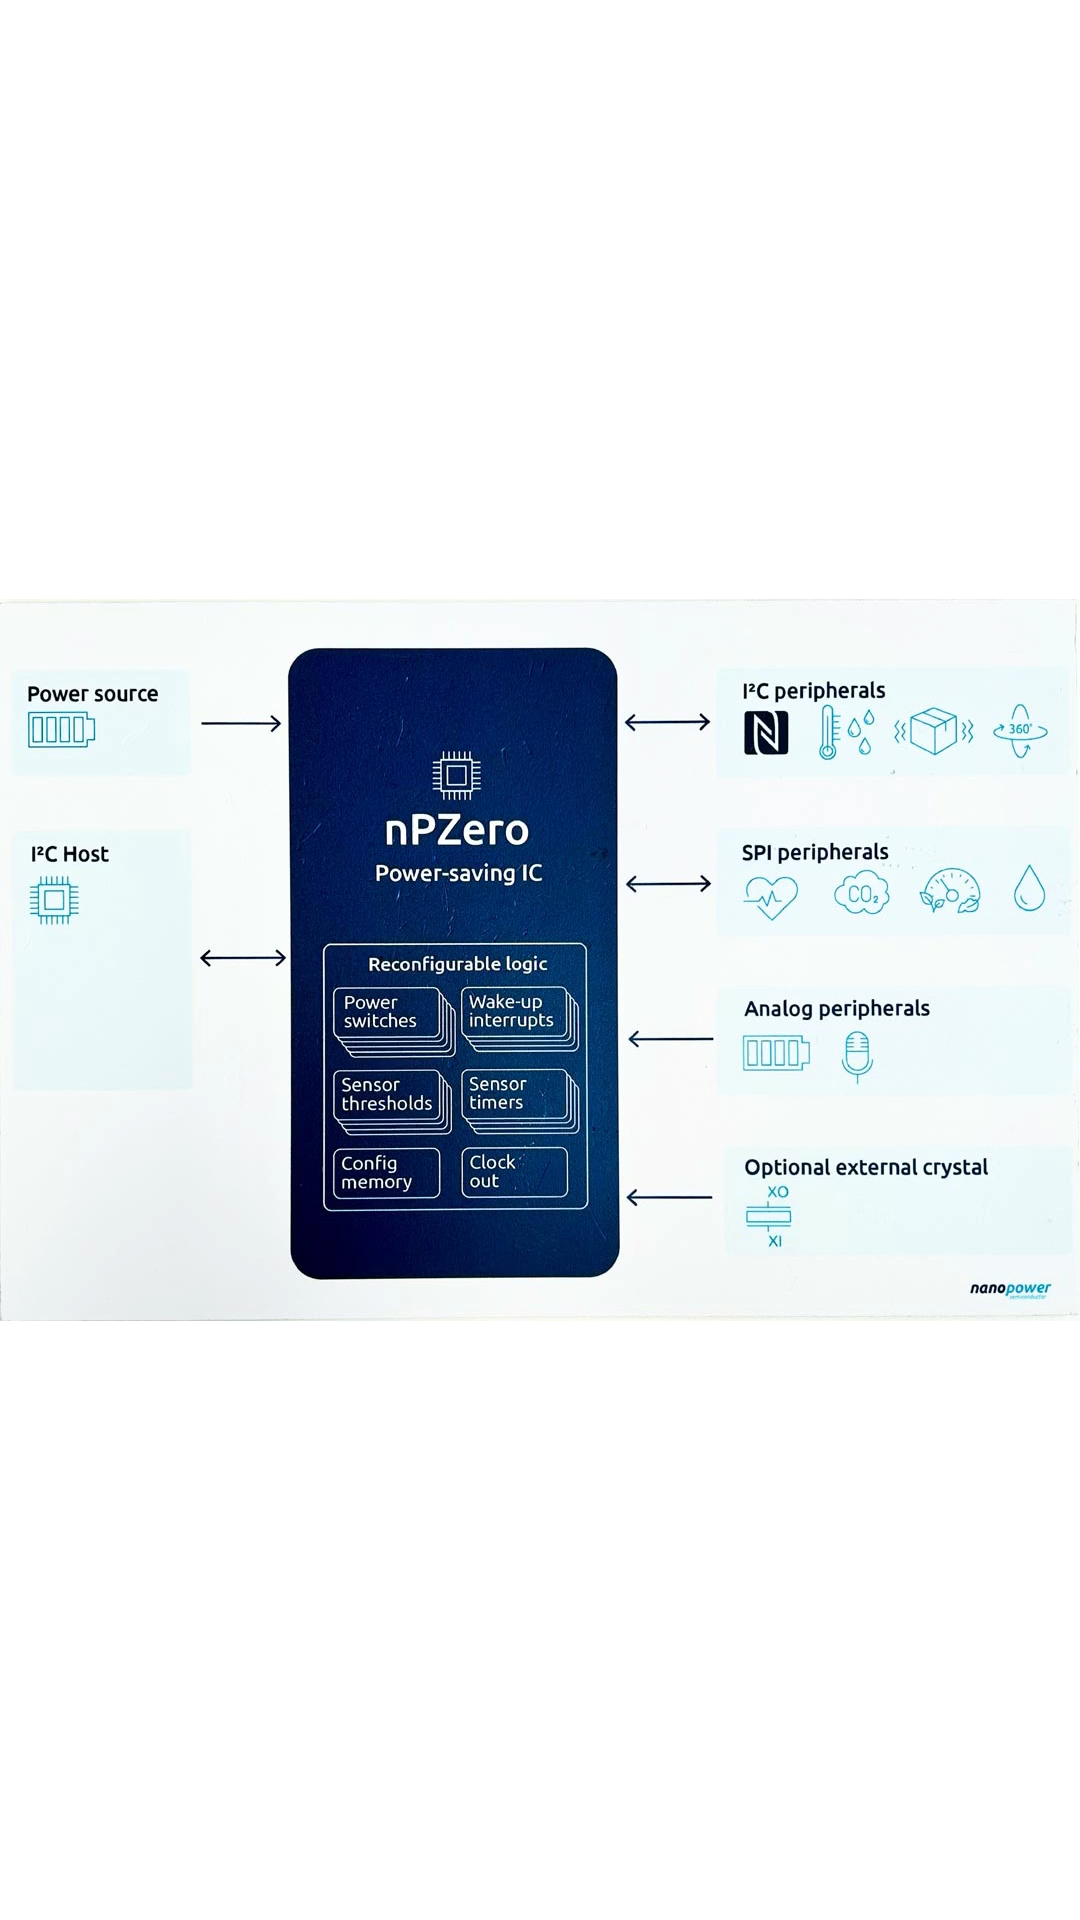 Power source
I²C Host
nPZero
Power-saving IC
Reconfigurable logic
Power
switches
Wake-up
interrupts
Sensor
thresholds
Sensor
timers
Config
memory
Clock
out
I²C peripherals
360°
SPI peripherals
CO₂
Analog peripherals
Optional external crystal
XO
XI
nanopower
semiconductor